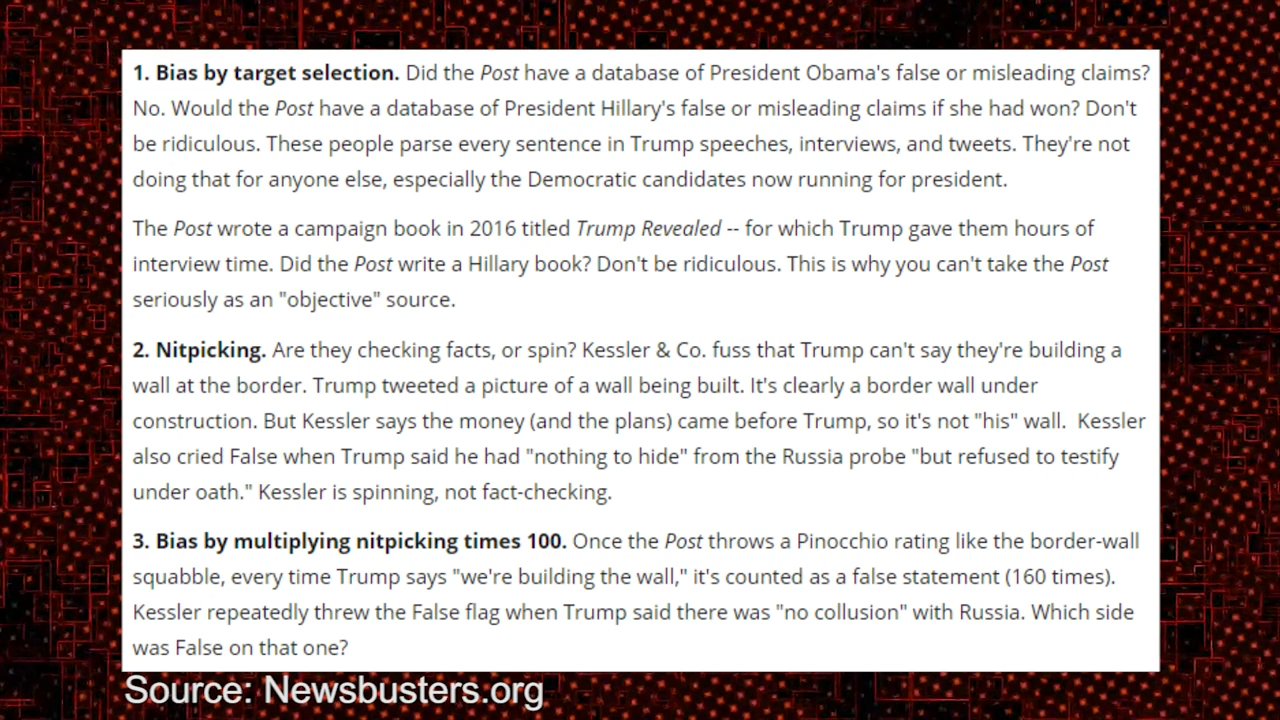 1. Bias by target selection. Did the Post have a database of President Obama's false or misleading claims?
No. Would the Post have a database of President Hillary's false or misleading claims if she had won? Don't
be ridiculous. These people parse every sentence in Trump speeches, interviews, and tweets. They're not
doing that for anyone else, especially the Democratic candidates now running for president.
The Post wrote a campaign book in 2016 titled Trump Revealed -- for which Trump gave them hours of
interview time. Did the Post write a Hillary book? Don't be ridiculous. This is why you can't take the Post
seriously as an "objective" source.
2. Nitpicking. Are they checking facts, or spin? Kessler & Co. fuss that Trump can't say they're building a
wall at the border. Trump tweeted a picture of a wall being built. It's clearly a border wall under
construction. But Kessler says the money (and the plans) came before Trump, so it's not "his" wall. Kessler
also cried False when Trump said he had "nothing to hide" from the Russia probe "but refused to testify
under oath." Kessler is spinning, not fact-checking.
3. Bias by multiplying nitpicking times 100. Once the Post throws a Pinocchio rating like the border-wall
squabble, every time Trump says "we're building the wall," it's counted as a false statement (160 times).
Kessler repeatedly threw the False flag when Trump said there was "no collusion" with Russia. Which side
was False on that one?
Source: Newsbusters.org